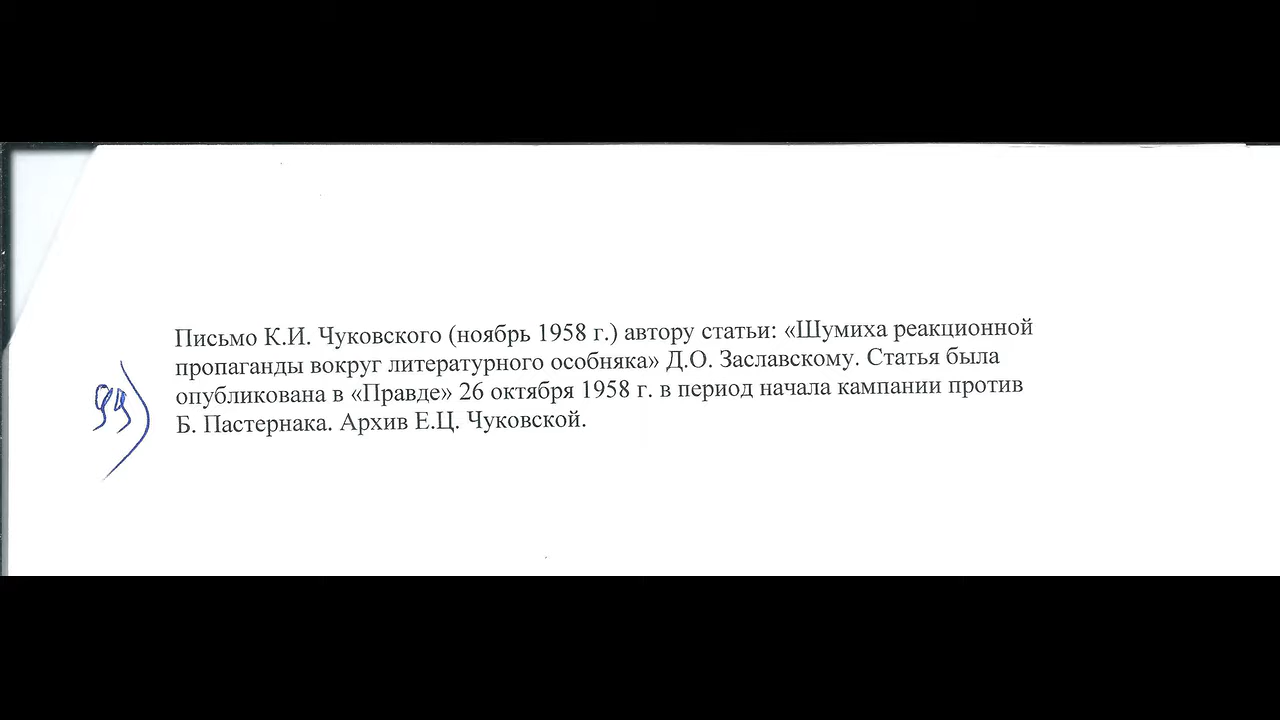 Письмо К.И. Чуковского (ноябрь 1958 г.) автору статьи: «Шумиха реакционной
пропаганды вокруг литературного особняка» Д.О. Заславскому. Статья была
опубликована в «Правде» 26 октября 1958 г. в период начала кампании против
Б. Пастернака. Архив Е.Ц. Чуковской.